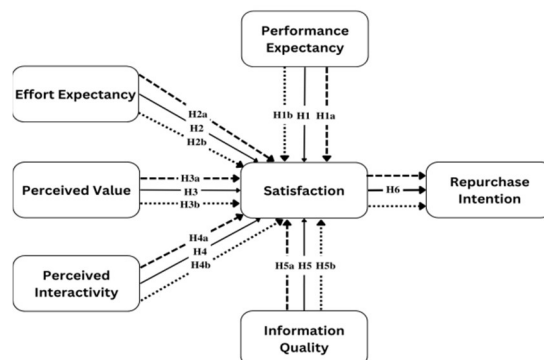 Performance
Expectancy
Effort Expectancy
H2a
H2
H2b
H1b H1 H1a
Perceived Value
H3a
H3
H3b
Satisfaction
H6
Repurchase
Intention
Perceived
Interactivity
H4a
H4
H4b
H5a H5 H5b
Information
Quality